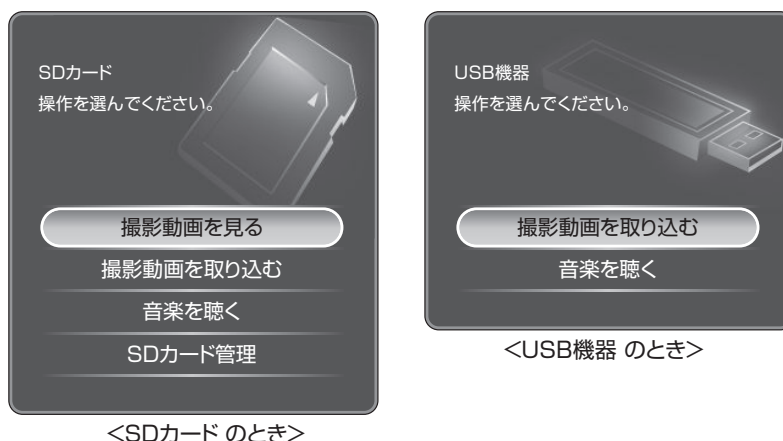 SDカード
操作を選んでください。
撮影動画を見る
撮影動画を取り込む
音楽を聴く
SDカード管理
<SDカード のとき>
USB機器
操作を選んでください。
撮影動画を取り込む
音楽を聴く
<USB機器 のとき>